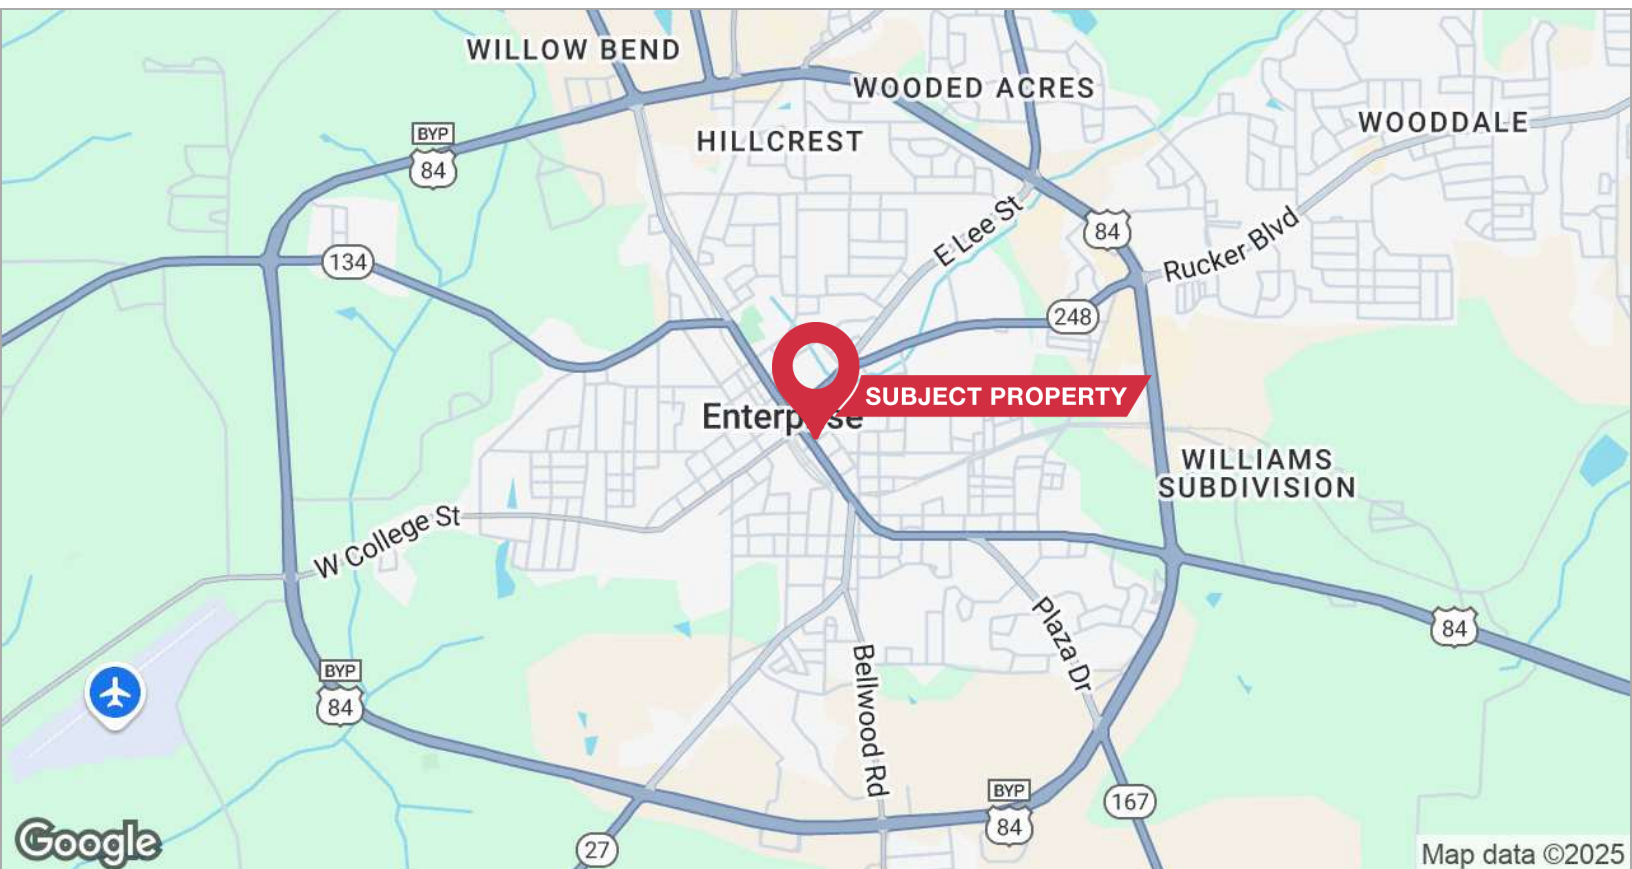 WILLOW BEND
WOODED ACRES
WOODDALE
HILLCREST
BYP
84
E Lee St
84
Rucker Blvd
134
248
SUBJECT PROPERTY
Enterp se
WILLIAMS
SUBDIVISION
W College St
Plaza Dr
84
BYP
84
Bellwood Rd
BYP
84
167
27
Google
Map data ©2025